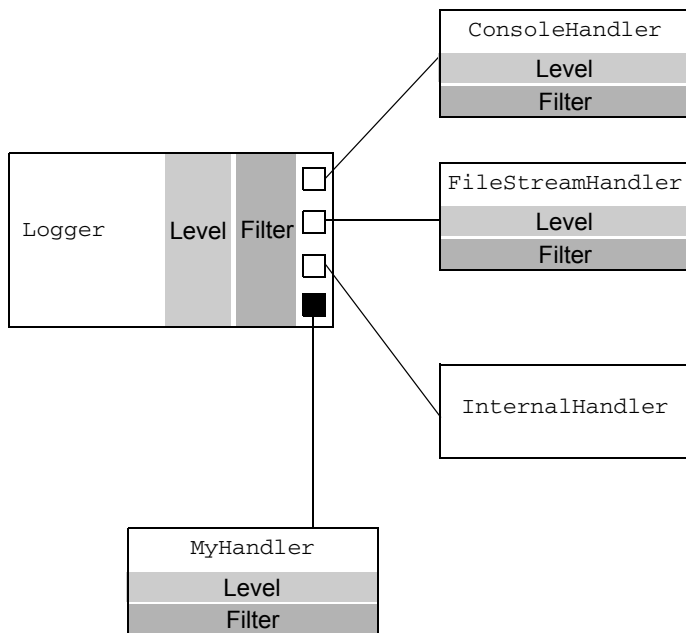 ConsoleHandler
Level
Filter
Logger
Level
Filter
FileStreamHandler
Level
Filter
InternalHandler
MyHandler
Level
Filter